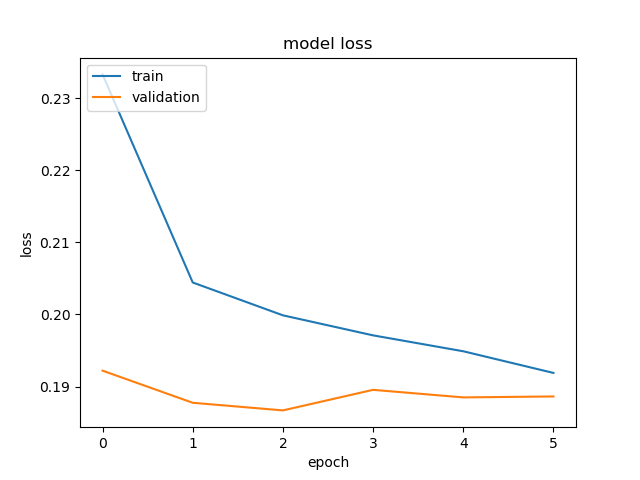 model loss
train
validation
0.23
0.22
0.21
0.20
0.19
loss
0 1 2 3 4 5
epoch